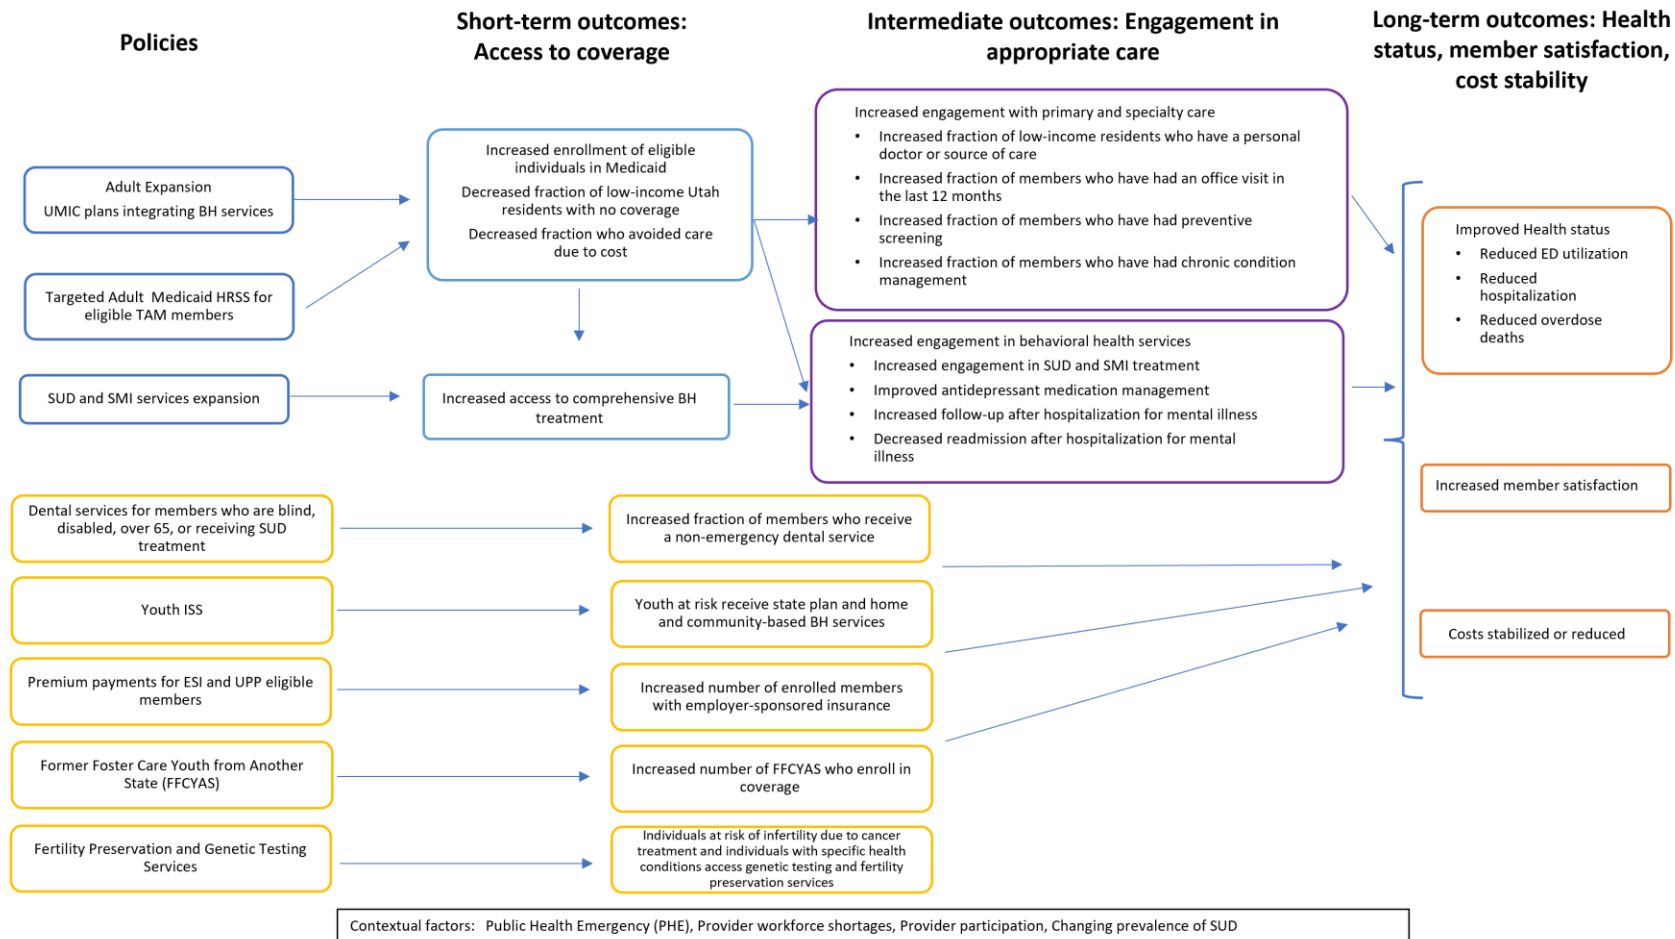 Policies
Short-term outcomes:
Access to coverage
Intermediate outcomes: Engagement in
appropriate care
Long-term outcomes: Health
status, member satisfaction,
cost stability
Adult Expansion
UMIC plans integrating BH services
Targeted Adult Medicaid HRSS for
eligible TAM members
SUD and SMI services expansion
Increased enrollment of eligible
individuals in Medicaid
Decreased fraction of low-income Utah
residents with no coverage
Decreased fraction who avoided care
due to cost
Increased access to comprehensive BH
treatment
Increased engagement with primary and specialty care
• Increased fraction of low-income residents who have a personal
doctor or source of care
• Increased fraction of members who have had an office visit in
the last 12 months
• Increased fraction of members who have had preventive
screening
• Increased fraction of members who have had chronic condition
management
Increased engagement in behavioral health services
• Increased engagement in SUD and SMI treatment
• Improved antidepressant medication management
• Increased follow-up after hospitalization for mental illness
• Decreased readmission after hospitalization for mental
illness
Improved Health status
• Reduced ED utilization
• Reduced
hospitalization
• Reduced overdose
deaths
Increased member satisfaction
Costs stabilized or reduced
Dental services for members who are blind,
disabled, over 65, or receiving SUD
treatment
Increased fraction of members who receive
a non-emergency dental service
Youth ISS
Youth at risk receive state plan and home
and community-based BH services
Premium payments for ESI and UPP eligible
members
Increased number of enrolled members
with employer-sponsored insurance
Former Foster Care Youth from Another
State (FFCYAS)
Increased number of FFCYAS who enroll in
coverage
Fertility Preservation and Genetic Testing
Services
Individuals at risk of infertility due to cancer
treatment and individuals with specific health
conditions access genetic testing and fertility
preservation services
Contextual factors: Public Health Emergency (PHE), Provider workforce shortages, Provider participation, Changing prevalence of SUD